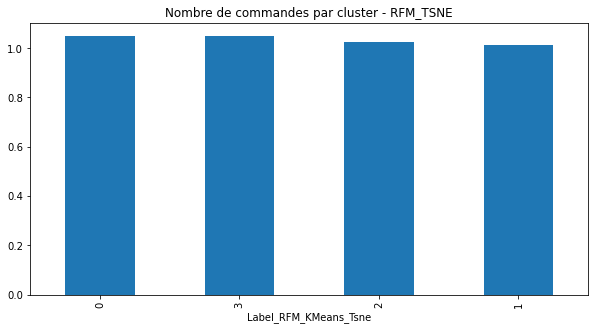 Nombre de commandes par cluster - RFM_TSNE
1.0
0.8
0.6
0.4
0.2
0.0
0 3 2 1
Label_RFM_KMeans_Tsne